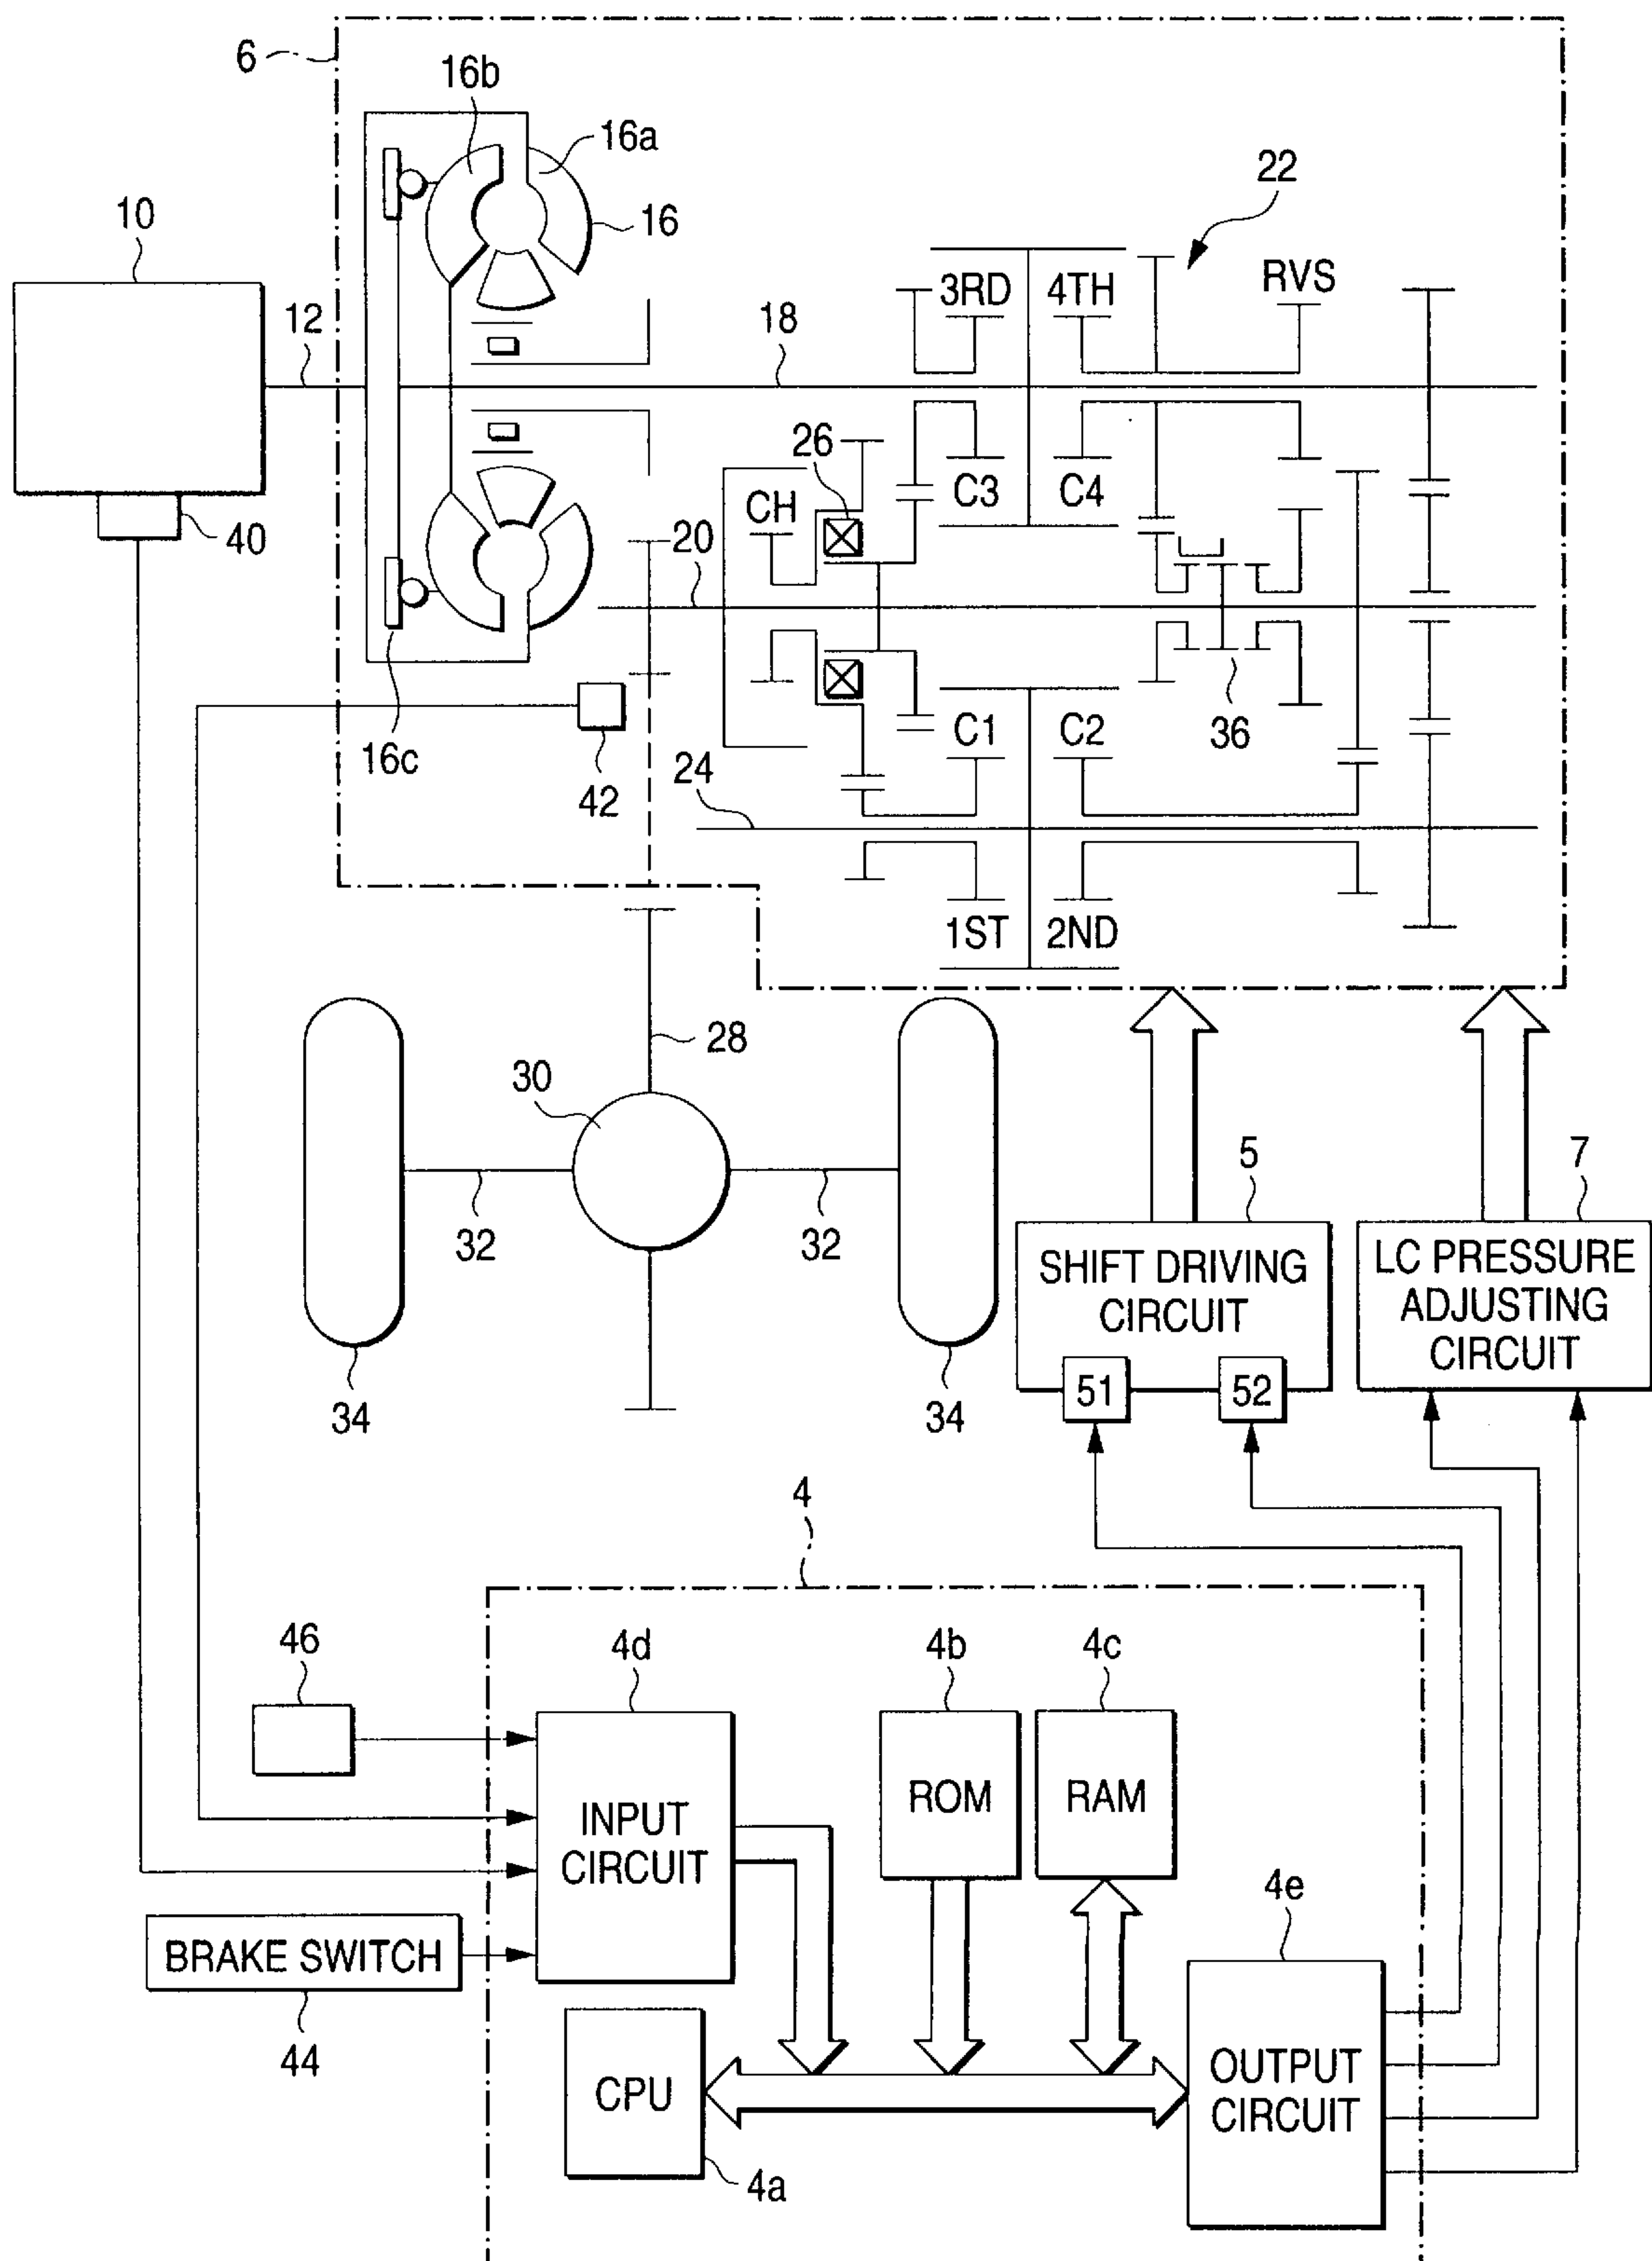 6
16b
16a
16
22
10
12
18
3RD
4TH
RVS
26
C3
C4
CH
40
20
C1
C2
36
16c
42
24
1ST
2ND
28
30
5
7
32
32
SHIFT DRIVING
CIRCUIT
LC PRESSURE
ADJUSTING
CIRCUIT
51
52
34
34
4
46
4d
4b
4c
INPUT
CIRCUIT
ROM
RAM
4e
BRAKE SWITCH
44
CPU
4a
OUTPUT
CIRCUIT